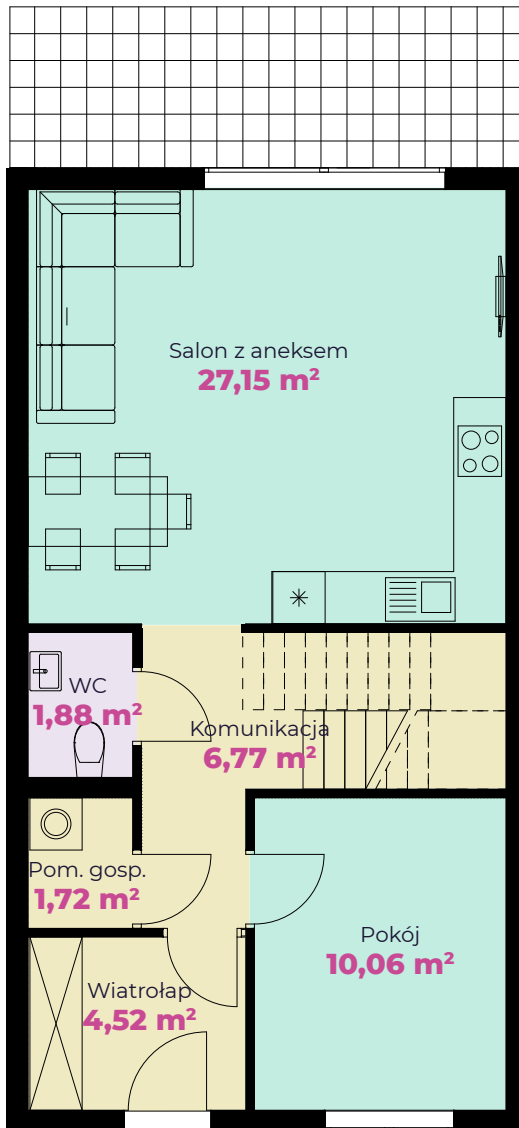 Salon z aneksem
27,15 m²
WC
1,88 m²
Komunikacja
6,77 m²
Pom. gosp.
1,72 m²
Pokój
10,06 m²
Wiatrołap
4,52 m²